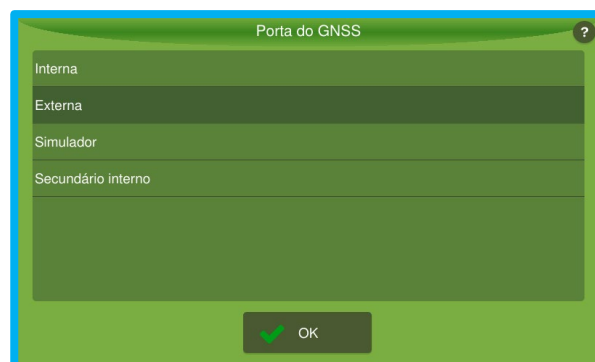 Porta do GNSS
?
Interna
Externa
Simulador
Secundário interno
OK